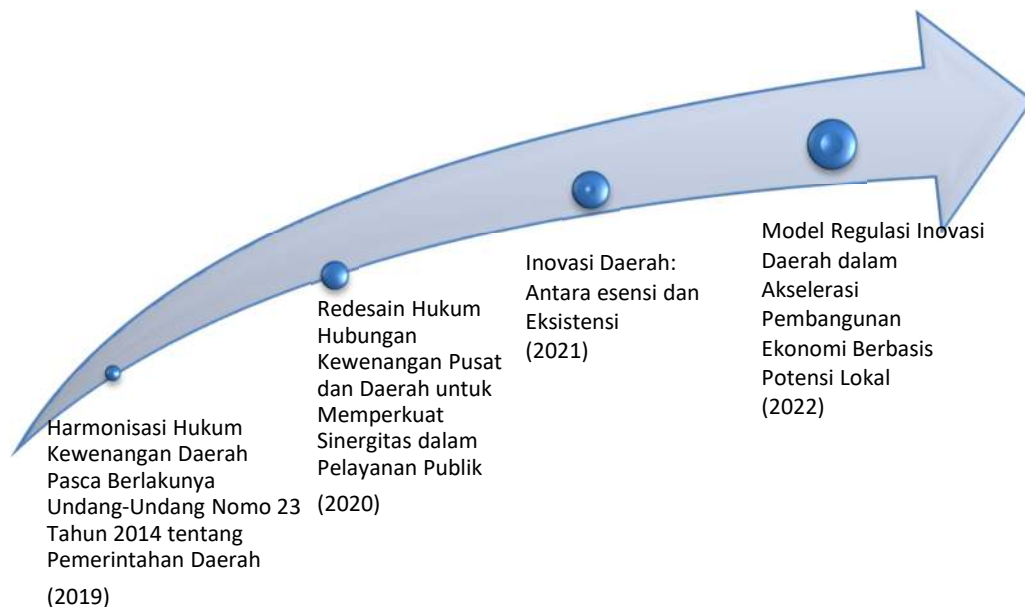 Harmonisasi Hukum
Kewenangan Daerah
Pasca Berlakunya
Undang-Undang Nomo 23
Tahun 2014 tentang
Pemerintahan Daerah
(2019)
Redesain Hukum
Hubungan
Kewenangan Pusat
dan Daerah untuk
Memperkuat
Sinergitas dalam
Pelayanan Publik
(2020)
Inovasi Daerah:
Antara esensi dan
Eksistensi
(2021)
Model Regulasi Inovasi
Daerah dalam
Akselerasi
Pembangunan
Ekonomi Berbasis
Potensi Lokal
(2022)